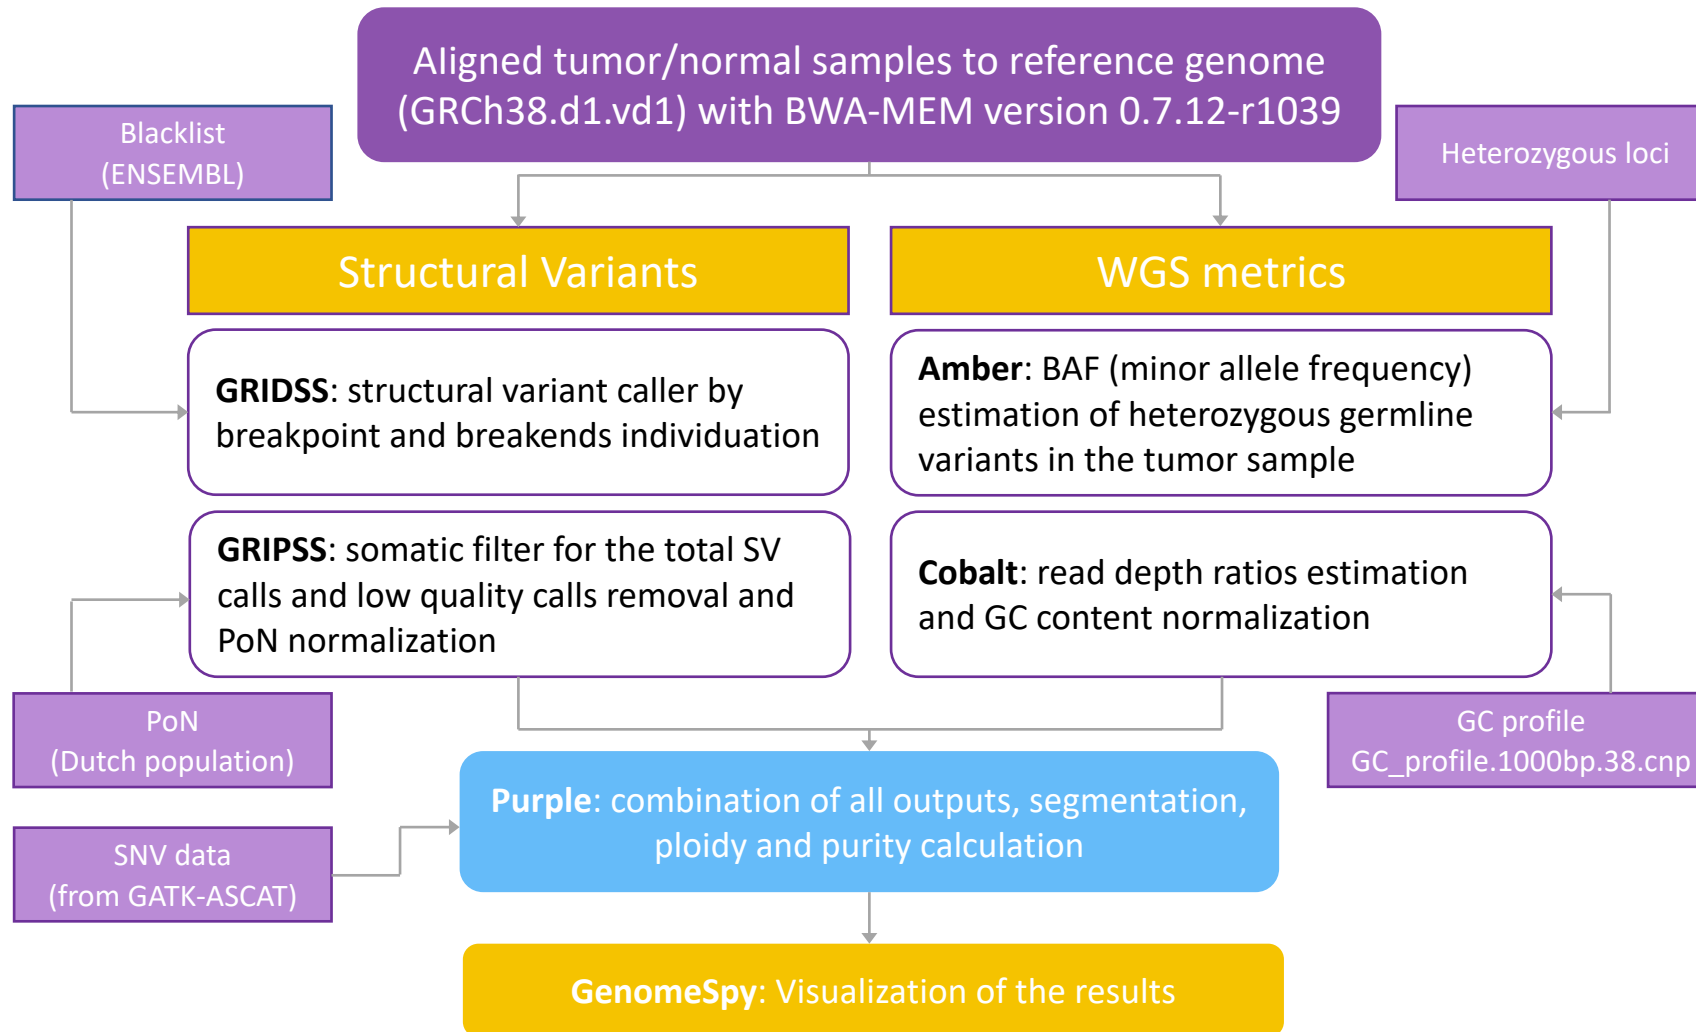 Aligned tumor/normal samples to reference genome
(GRCh38.d1.vd1) with BWA-MEM version 0.7.12-r1039
Blacklist
(ENSEMBL)
Heterozygous loci
Structural Variants
WGS metrics
GRIDSS: structural variant caller by
breakpoint and breakends individuation
Amber: BAF (minor allele frequency)
estimation of heterozygous germline
variants in the tumor sample
GRIPSS: somatic filter for the total SV
calls and low quality calls removal and
PoN normalization
Cobalt: read depth ratios estimation
and GC content normalization
PoN
(Dutch population)
GC profile
GC_profile.1000bp.38.cnp
Purple: combination of all outputs, segmentation,
ploidy and purity calculation
SNV data
(from GATK-ASCAT)
GenomeSpy: Visualization of the results